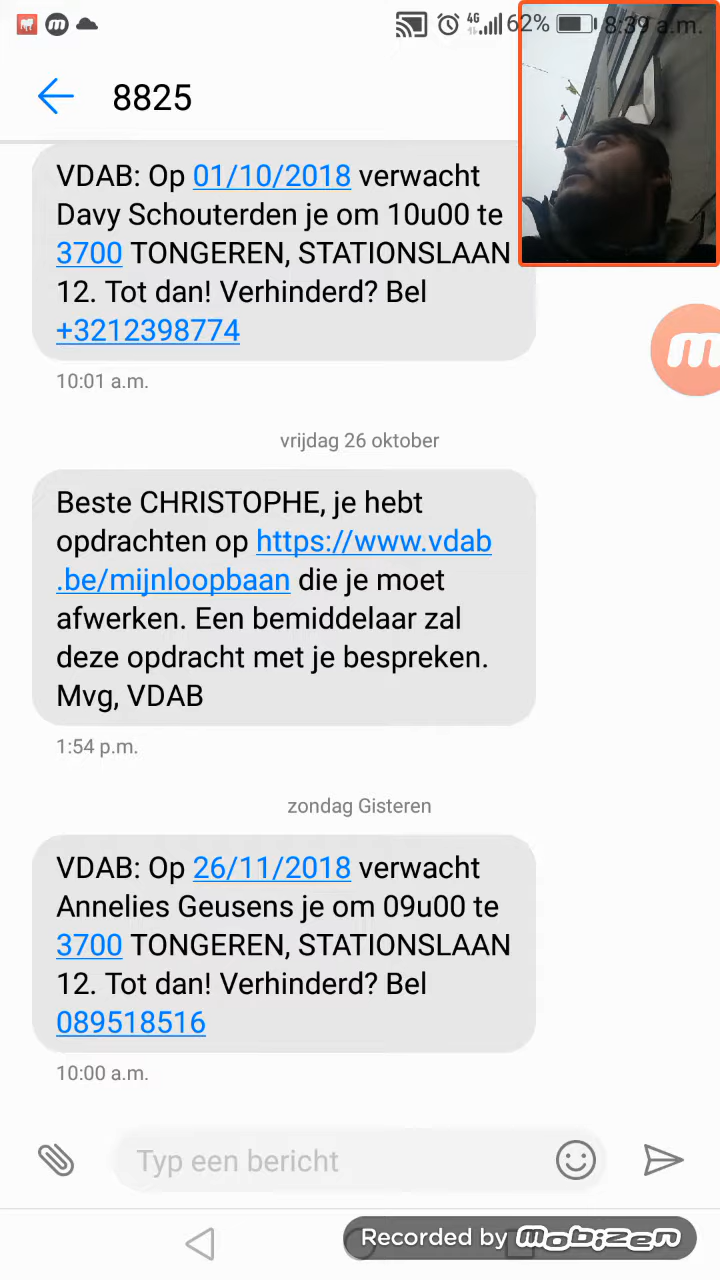 4G
62%
8:39 a.m.
8825
VDAB: Op 01/10/2018 verwacht
Davy Schouterden je om 10u00 te
3700 TONGEREN, STATIONSLAAN
12. Tot dan! Verhinderd? Bel
+3212398774
10:01 a.m.
m
vrijdag 26 oktober
Beste CHRISTOPHE, je hebt
opdrachten op https://www.vdab
.be/mijnloopbaan die je moet
afwerken. Een bemiddelaar zal
deze opdracht met je bespreken.
Mvg, VDAB
1:54 p.m.
zondag Gisteren
VDAB: Op 26/11/2018 verwacht
Annelies Geusens je om 09u00 te
3700 TONGEREN, STATIONSLAAN
12. Tot dan! Verhinderd? Bel
089518516
10:00 a.m.
Typ een bericht
Recorded by mobizen